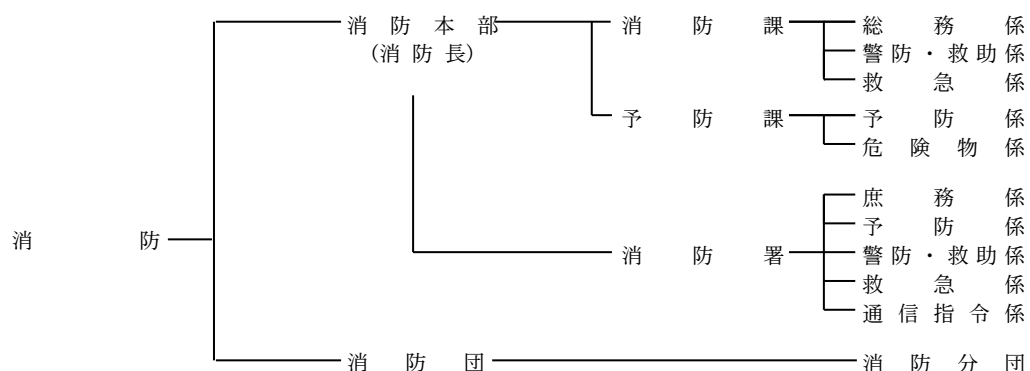 消防本部 消防課 総務係
(消防長) 警防・救助係
救急係
予防課 予防係
危険物係
庶務係
予防係
消防 消防署 警防・救助係
救急係
通信指令係
消防団 消防分団